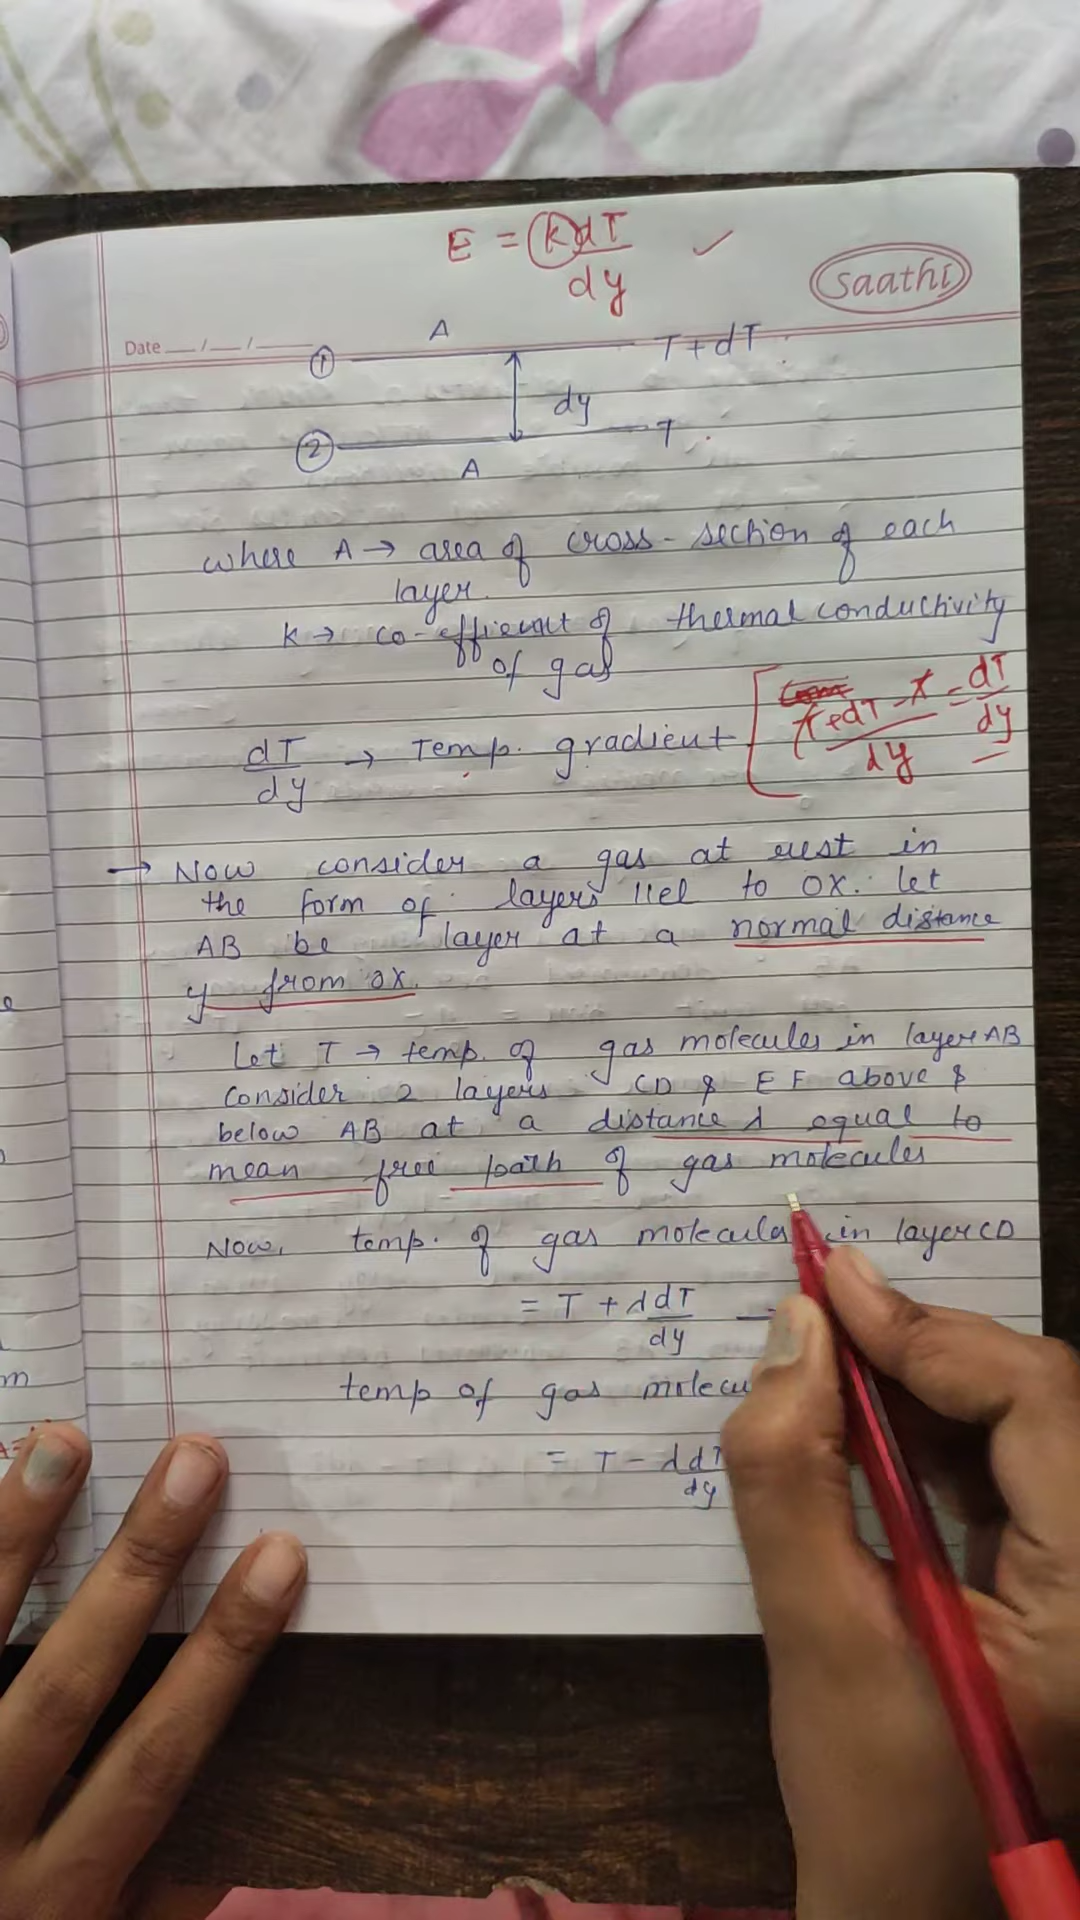 E = kdT
dy
saathi
Date __/__/__
A
① T+dT
dy
② T
A
where A → area of cross-section of each
layer.
K → co-efficient of thermal conductivity
of gas
dT → Temp. gradient [T+dT-T = dT
dy dy dy
→ Now consider a gas at rest in
the form of layers llel to OX. let
AB be layer at a normal distance
y from OX.
Let T → temp. of gas molecules in layer AB
Consider 2 layers CD & EF above &
below AB at a distance λ equal to
mean free path of gas molecules
Now, temp. of gas molecules in layer CD
= T + λ dT —
dy
temp of gas molecu
= T - λ dT
dy